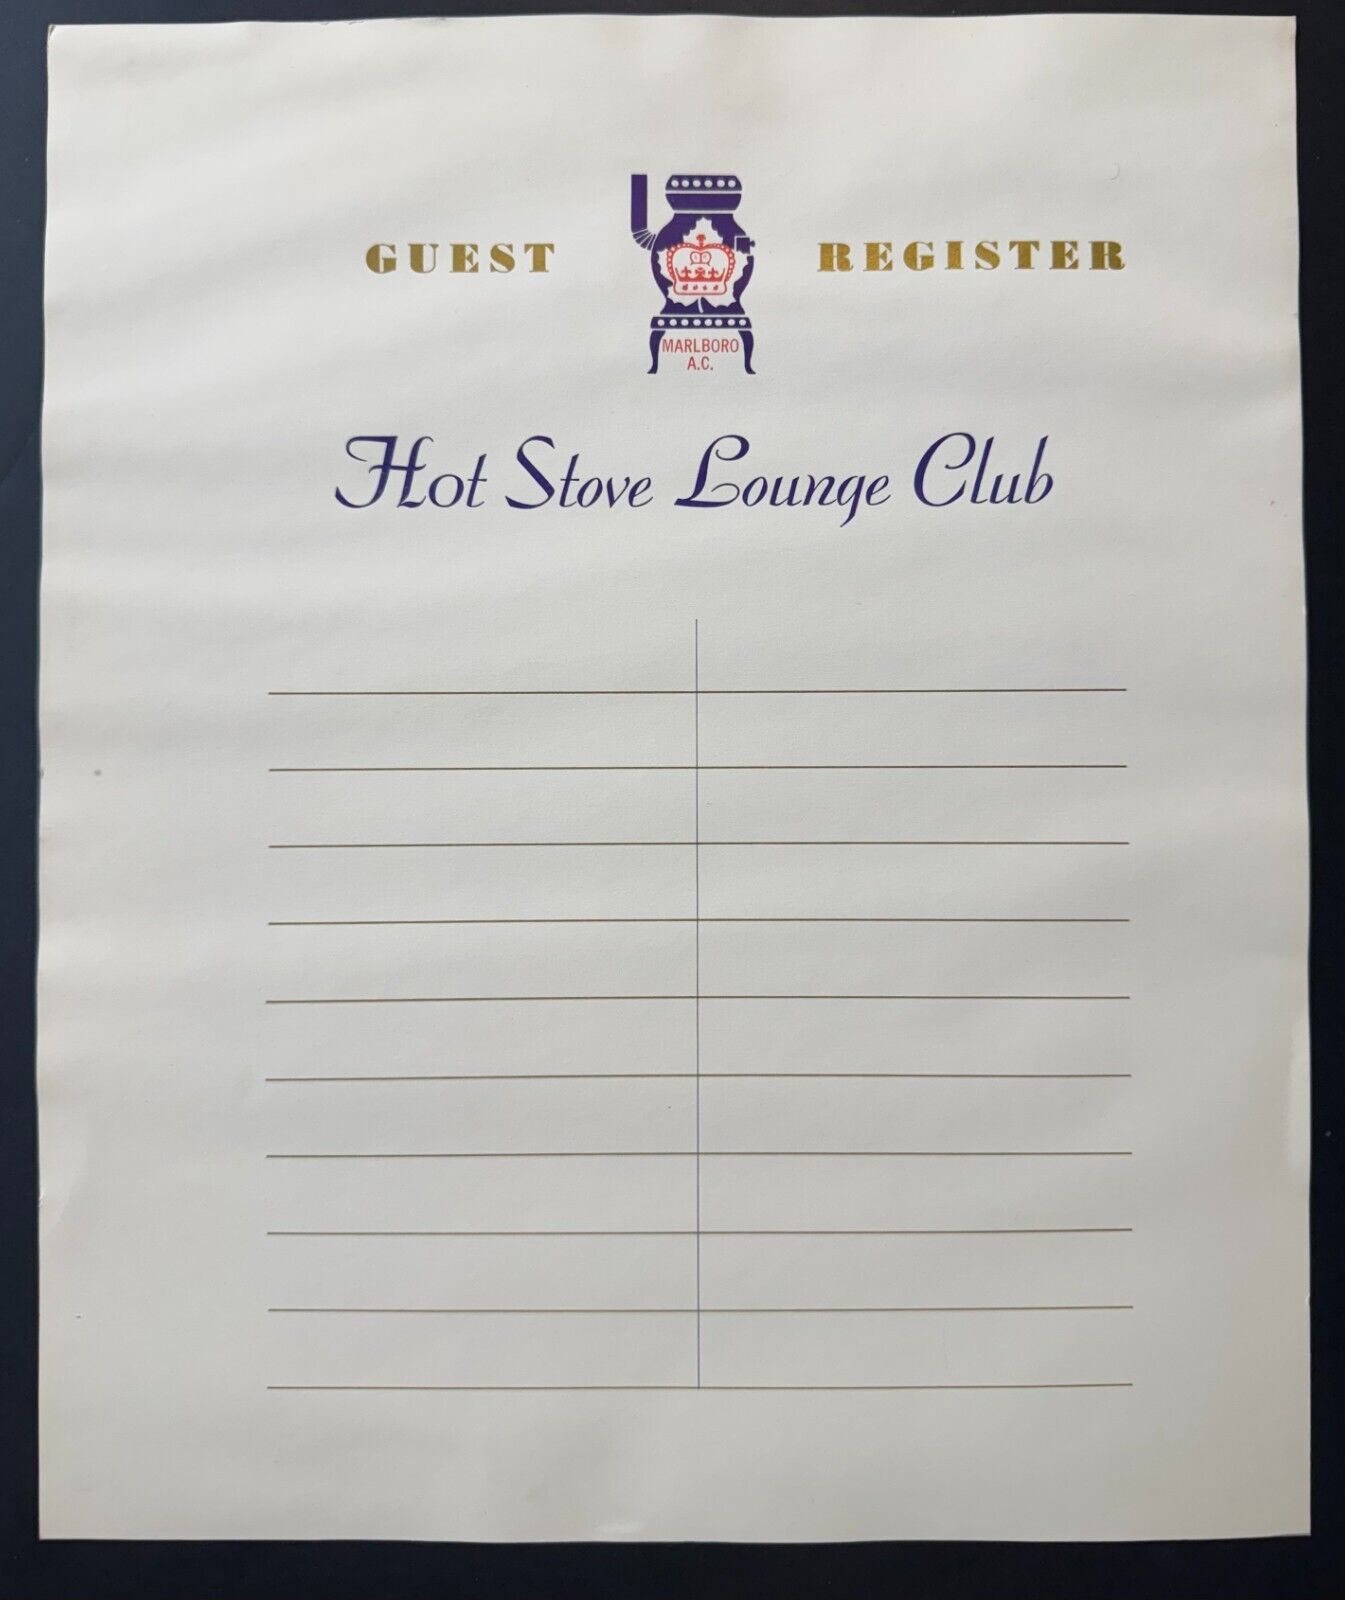 GUEST REGISTER
MARLBORO
A.C.
Hot Stove Lounge Club